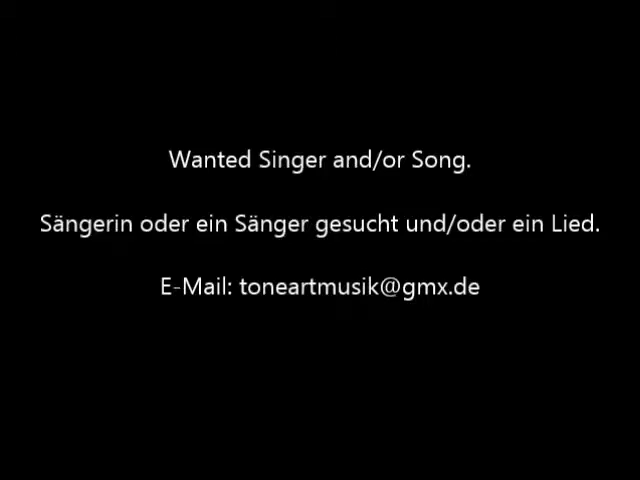 Wanted Singer and/or Song.
Sängerin oder ein Sänger gesucht und/oder ein Lied.
E-Mail: toneartmusik@gmx.de